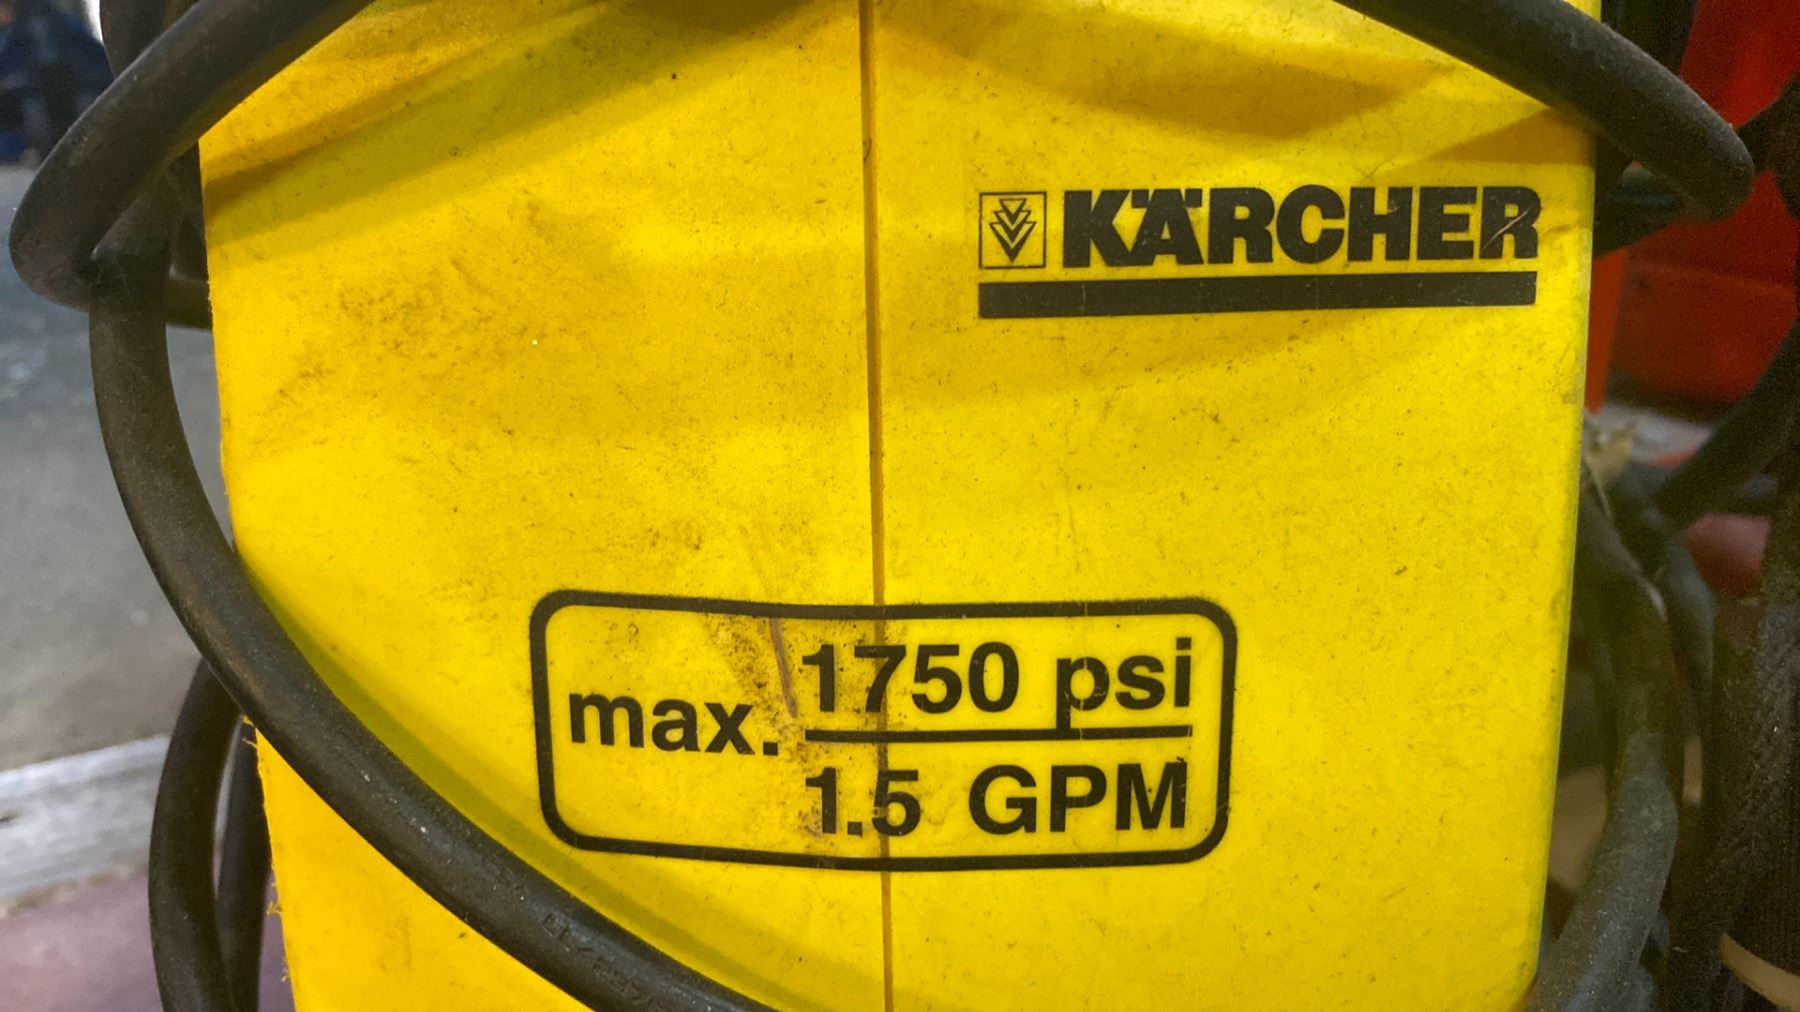 KÄRCHER
max. 1750 psi
1.5 GPM